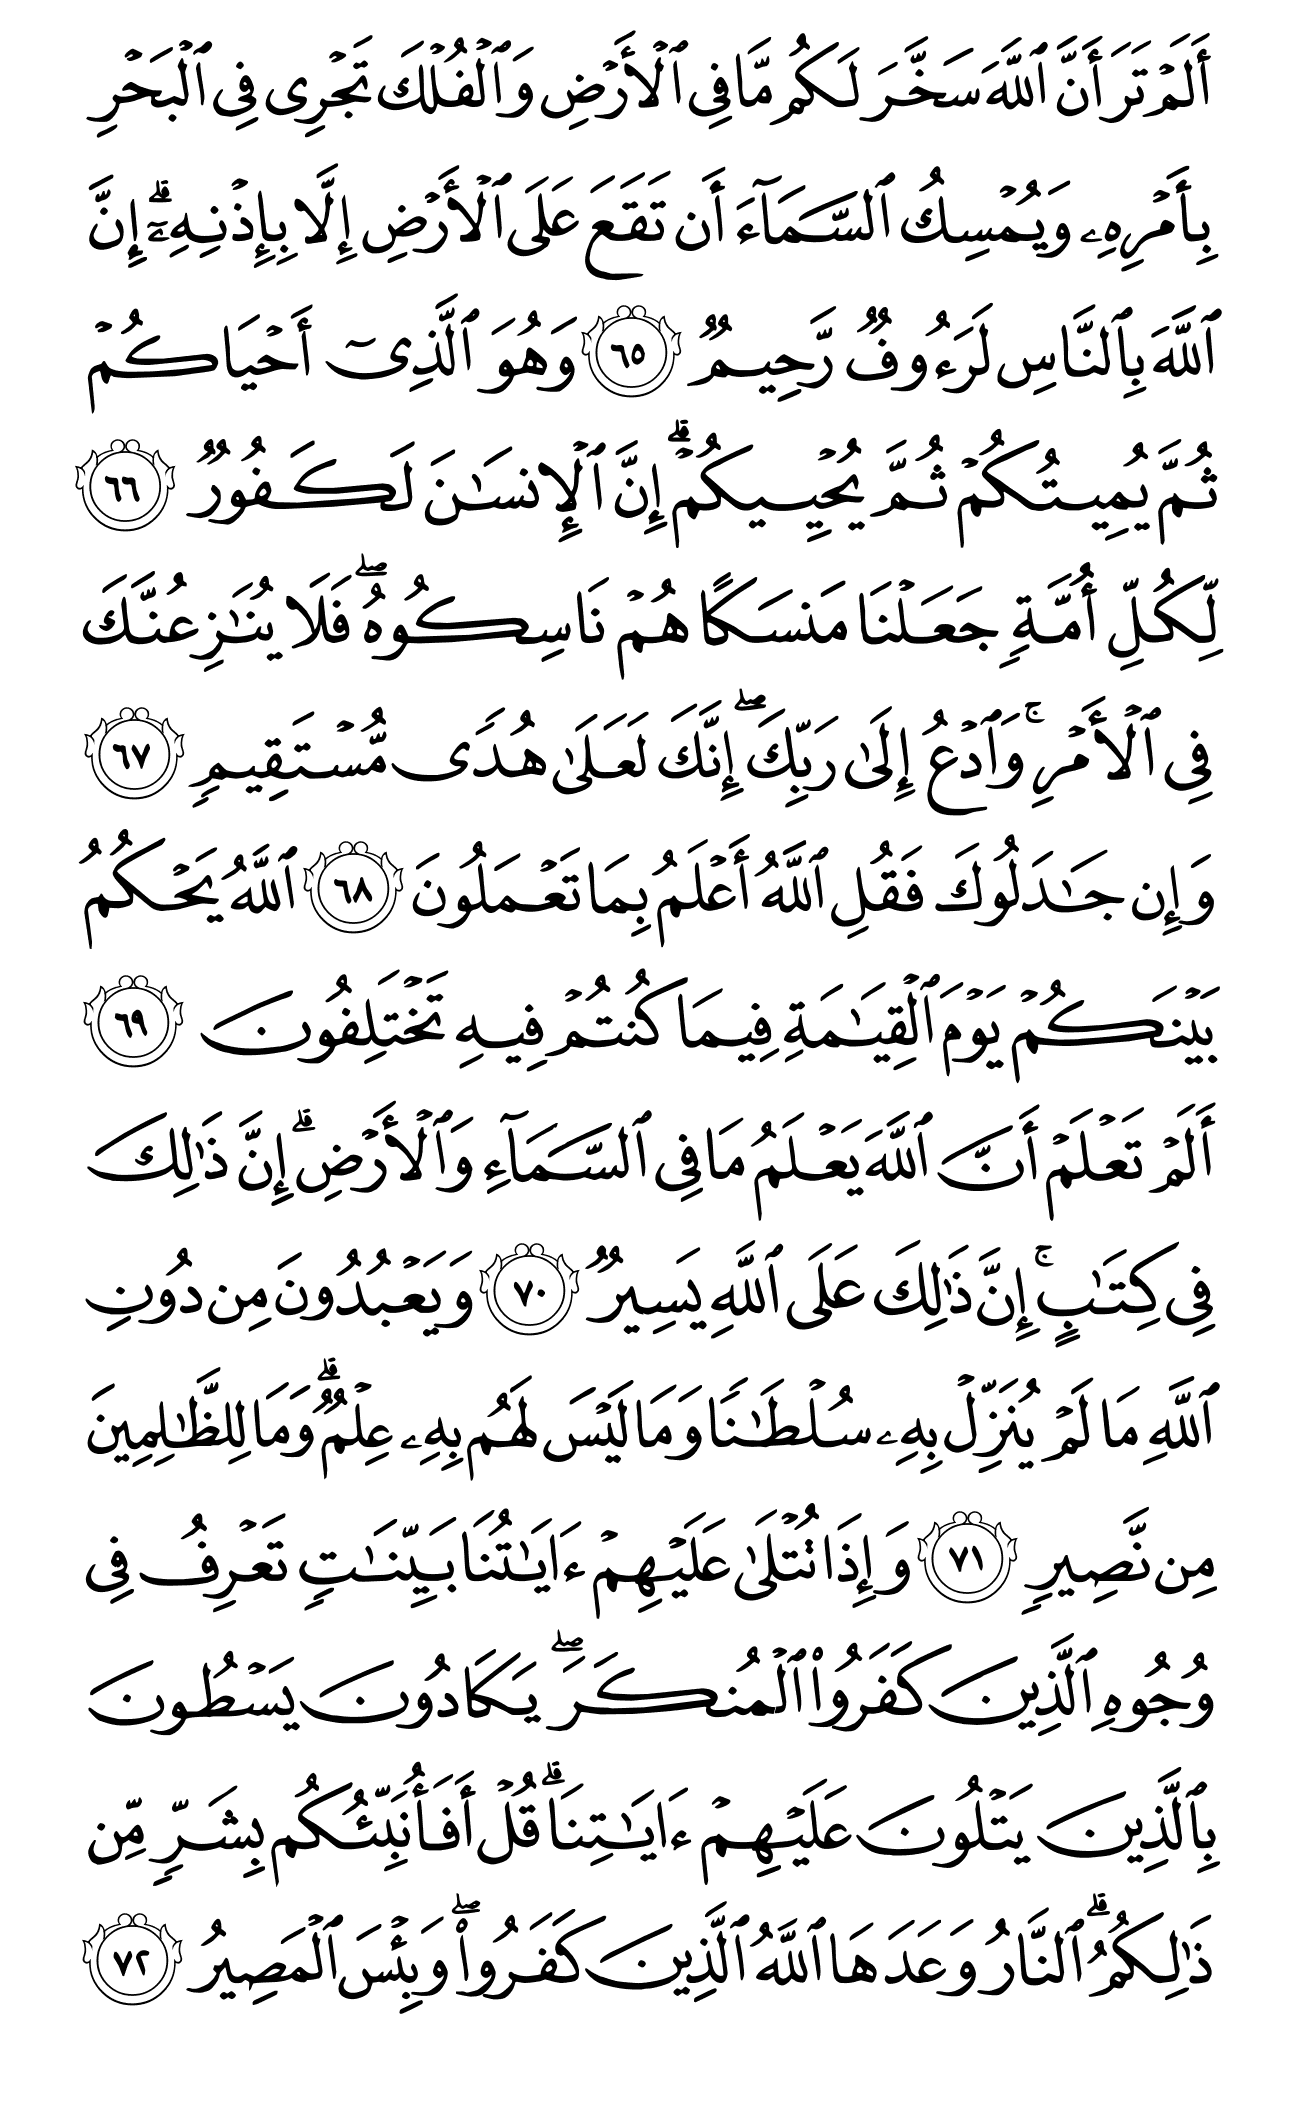 أَلَمۡ تَرَ أَنَّ ٱللَّهَ سَخَّرَ لَكُم مَّا فِي ٱلۡأَرۡضِ وَٱلۡفُلۡكَ تَجۡرِي فِي ٱلۡبَحۡرِ
بِأَمۡرِهِۦ وَيُمۡسِكُ ٱلسَّمَآءَ أَن تَقَعَ عَلَى ٱلۡأَرۡضِ إِلَّا بِإِذۡنِهِۦٓۗ إِنَّ
ٱللَّهَ بِٱلنَّاسِ لَرَءُوفٞ رَّحِيمٞ ٦٥ وَهُوَ ٱلَّذِيٓ أَحۡيَاكُمۡ
ثُمَّ يُمِيتُكُمۡ ثُمَّ يُحۡيِيكُمۡۗ إِنَّ ٱلۡإِنسَٰنَ لَكَفُورٞ ٦٦
لِّكُلِّ أُمَّةٖ جَعَلۡنَا مَنسَكًا هُمۡ نَاسِكُوهُۖ فَلَا يُنَٰزِعُنَّكَ
فِي ٱلۡأَمۡرِۚ وَٱدۡعُ إِلَىٰ رَبِّكَۖ إِنَّكَ لَعَلَىٰ هُدٗى مُّسۡتَقِيمٖ ٦٧
وَإِن جَٰدَلُوكَ فَقُلِ ٱللَّهُ أَعۡلَمُ بِمَا تَعۡمَلُونَ ٦٨ ٱللَّهُ يَحۡكُمُ
بَيۡنَكُمۡ يَوۡمَ ٱلۡقِيَٰمَةِ فِيمَا كُنتُمۡ فِيهِ تَخۡتَلِفُونَ ٦٩
أَلَمۡ تَعۡلَمۡ أَنَّ ٱللَّهَ يَعۡلَمُ مَا فِي ٱلسَّمَآءِ وَٱلۡأَرۡضِۚ إِنَّ ذَٰلِكَ
فِي كِتَٰبٍۚ إِنَّ ذَٰلِكَ عَلَى ٱللَّهِ يَسِيرٞ ٧٠ وَيَعۡبُدُونَ مِن دُونِ
ٱللَّهِ مَا لَمۡ يُنَزِّلۡ بِهِۦ سُلۡطَٰنٗا وَمَا لَيۡسَ لَهُم بِهِۦ عِلۡمٞۗ وَمَا لِلظَّٰلِمِينَ
مِن نَّصِيرٖ ٧١ وَإِذَا تُتۡلَىٰ عَلَيۡهِمۡ ءَايَٰتُنَا بَيِّنَٰتٖ تَعۡرِفُ فِي
وُجُوهِ ٱلَّذِينَ كَفَرُواْ ٱلۡمُنكَرَۖ يَكَادُونَ يَسۡطُونَ
بِٱلَّذِينَ يَتۡلُونَ عَلَيۡهِمۡ ءَايَٰتِنَاۗ قُلۡ أَفَأُنَبِّئُكُم بِشَرّٖ مِّن
ذَٰلِكُمُۗ ٱلنَّارُ وَعَدَهَا ٱللَّهُ ٱلَّذِينَ كَفَرُواْۖ وَبِئۡسَ ٱلۡمَصِيرُ ٧٢